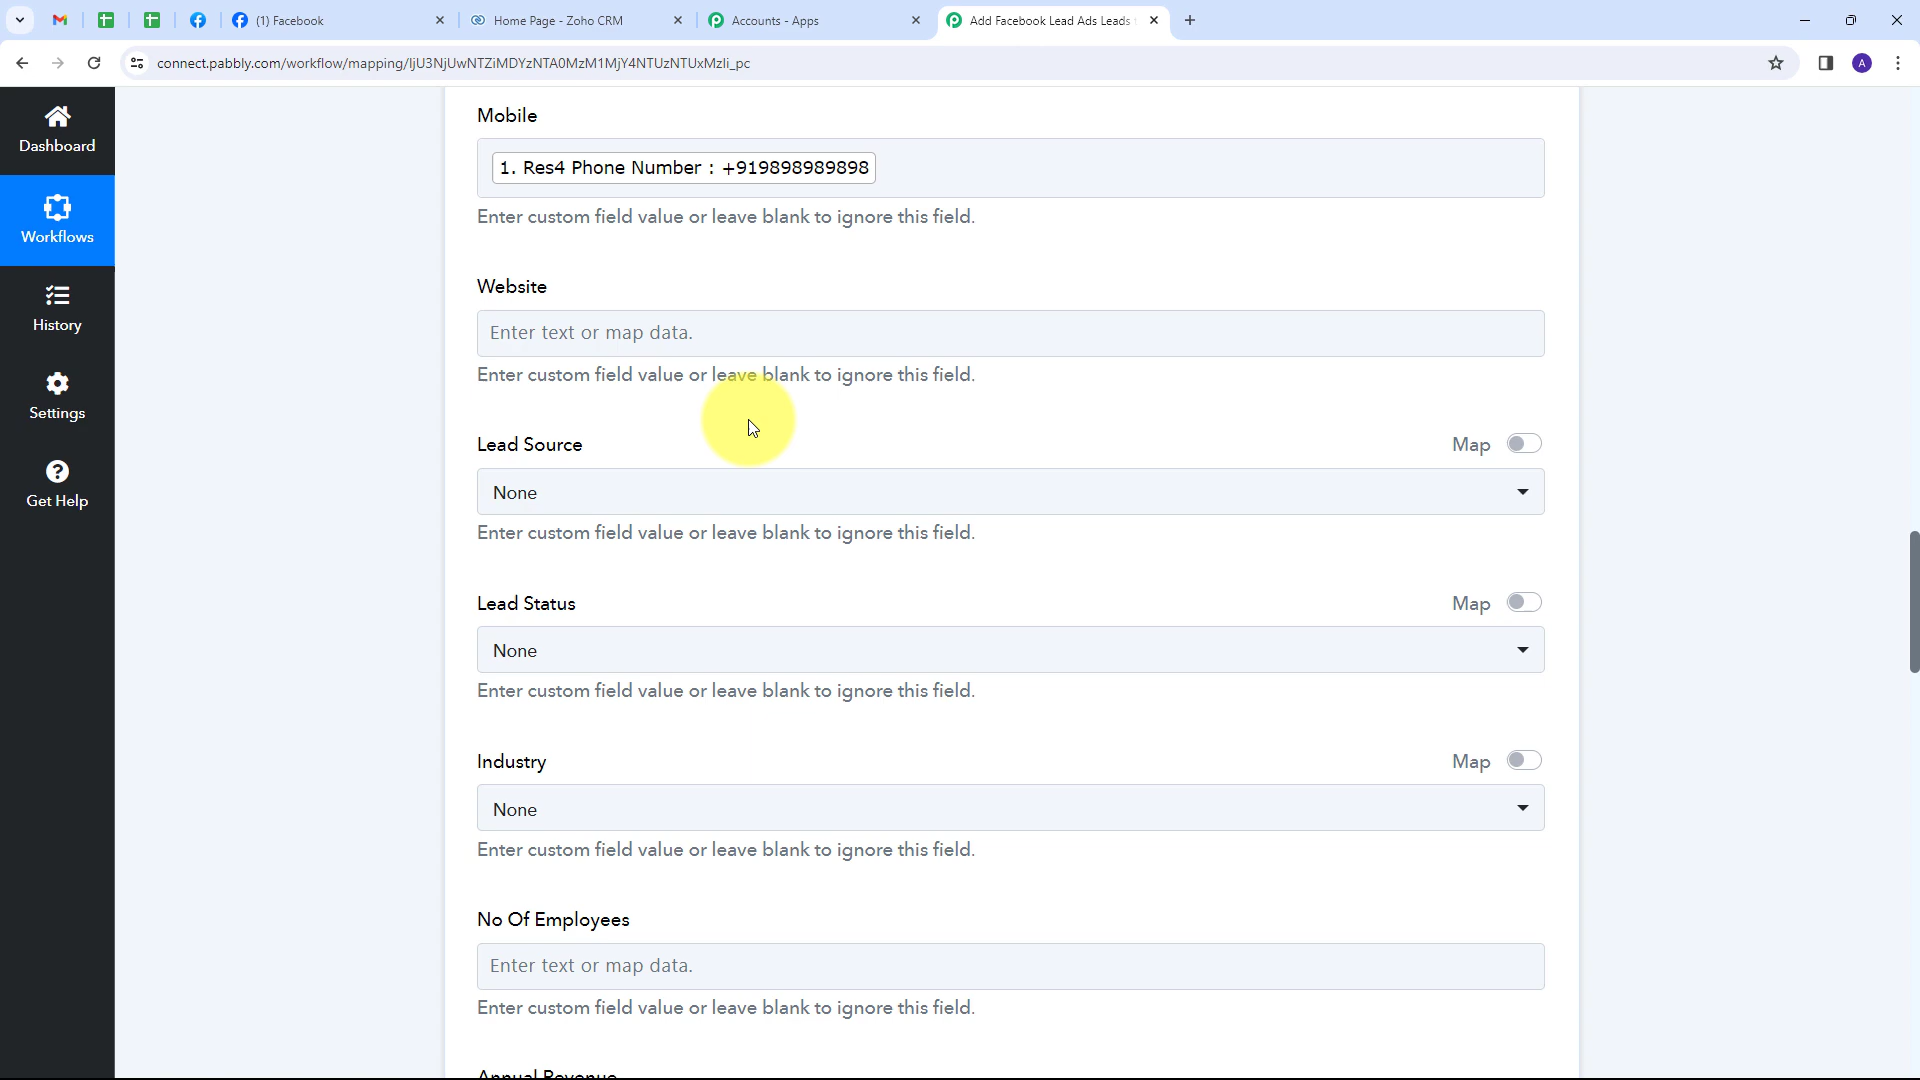 (1) Facebook
Home Page - Zoho CRM
Accounts - Apps
Add Facebook Lead Ads Leads
connect.pabbly.com/workflow/mapping/IjU3NjUwNTZiMDYzNTA0MzM1MjY4NTUzNTUxMzIi_pc
A
Dashboard
Workflows
History
Settings
Get Help
Mobile
1. Res4 Phone Number : +919898989898
Enter custom field value or leave blank to ignore this field.
Website
Enter text or map data.
Enter custom field value or leave blank to ignore this field.
Lead Source
Map
None
Enter custom field value or leave blank to ignore this field.
Lead Status
Map
None
Enter custom field value or leave blank to ignore this field.
Industry
Map
None
Enter custom field value or leave blank to ignore this field.
No Of Employees
Enter text or map data.
Enter custom field value or leave blank to ignore this field.
Annual Revenue